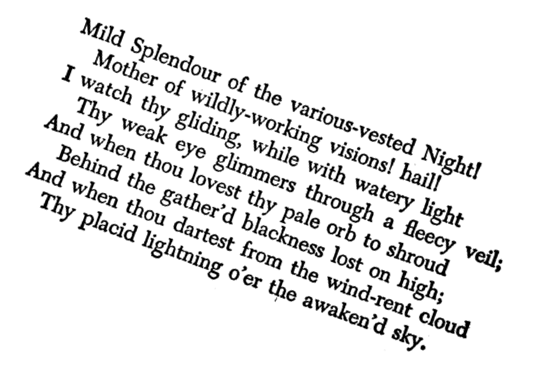 Mild Splendour of the various-vested Night!
Mother of wildly-working visions! hail!
I watch thy gliding, while with watery light
Thy weak eye glimmers through a fleecy veil;
And when thou lovest thy pale orb to shroud
Behind the gather'd blackness lost on high;
And when thou dartest from the wind-rent cloud
Thy placid lightning o'er the awaken'd sky.